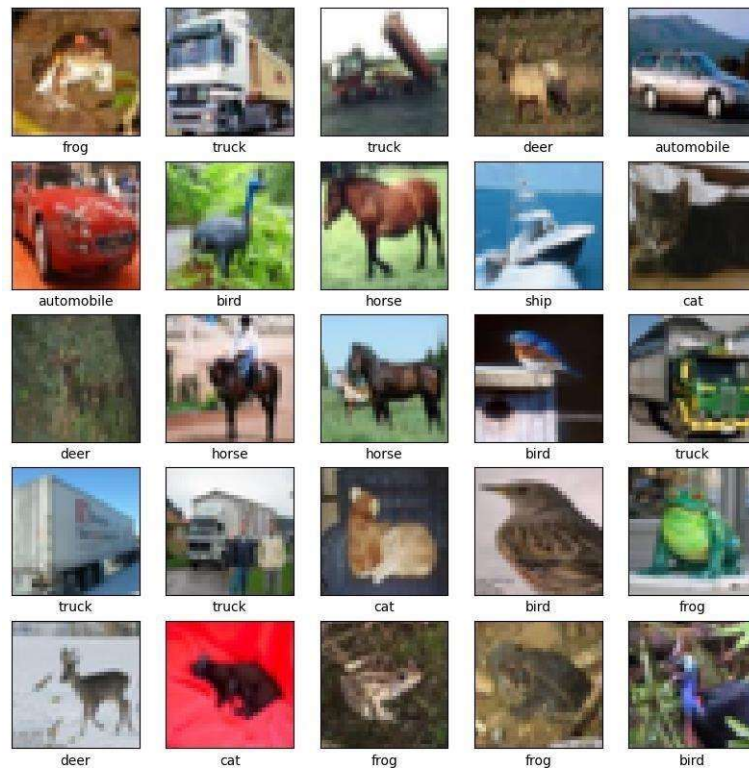 frog truck truck deer automobile
automobile bird horse ship cat
deer horse horse bird truck
truck truck cat bird frog
deer cat frog frog bird